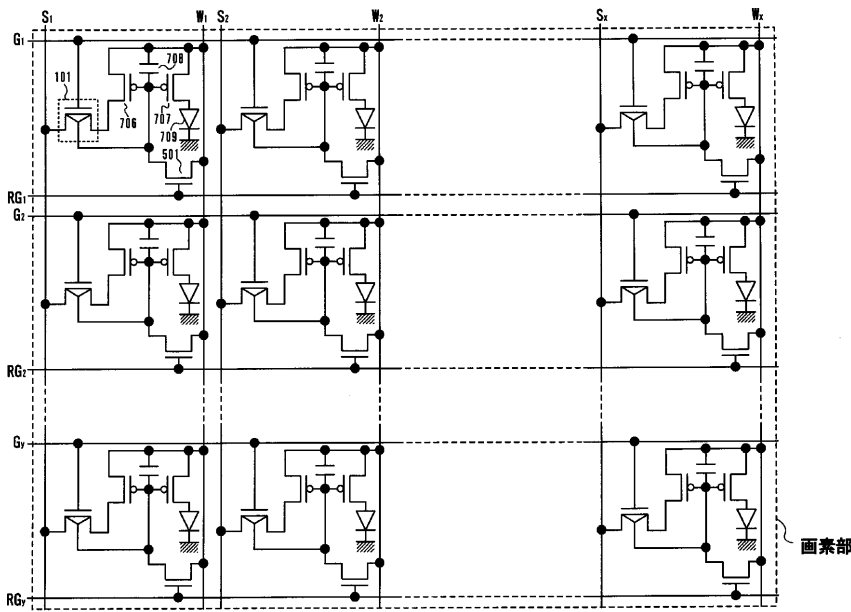 S1 W1 S2 W2 Sx Wx
G1
708
101
706
707
709
501
RG1
G2
RG2
Gy
画素部
RGy